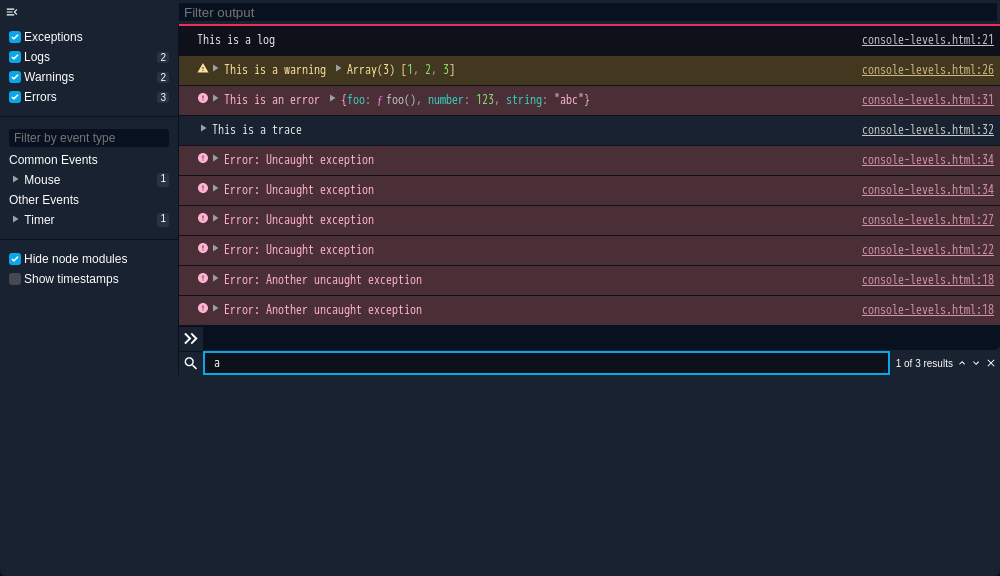 Filter output
Exceptions
Logs 2
Warnings 2
Errors 3
Filter by event type
Common Events
Mouse 1
Other Events
Timer 1
Hide node modules
Show timestamps
This is a log console-levels.html:21
This is a warning Array(3) [1, 2, 3] console-levels.html:26
This is an error {foo: ƒ foo(), number: 123, string: "abc"} console-levels.html:31
This is a trace console-levels.html:32
Error: Uncaught exception console-levels.html:34
Error: Uncaught exception console-levels.html:34
Error: Uncaught exception console-levels.html:27
Error: Uncaught exception console-levels.html:22
Error: Another uncaught exception console-levels.html:18
Error: Another uncaught exception console-levels.html:18
a 1 of 3 results